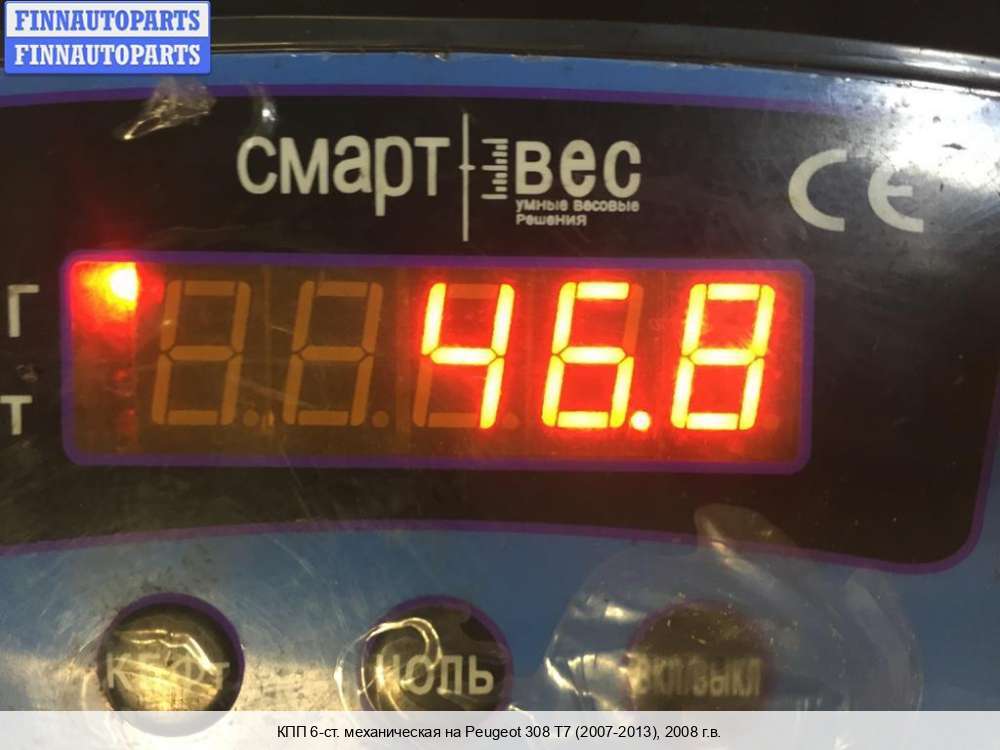 FINNAUTOPARTS
FINNAUTOPARTS
смарт вес
умные весовые
решения
CE
Г
46.8
Т
НОЛЬ
ВКЛ/ВЫКЛ
КПП 6-ст. механическая на Peugeot 308 T7 (2007-2013), 2008 г.в.